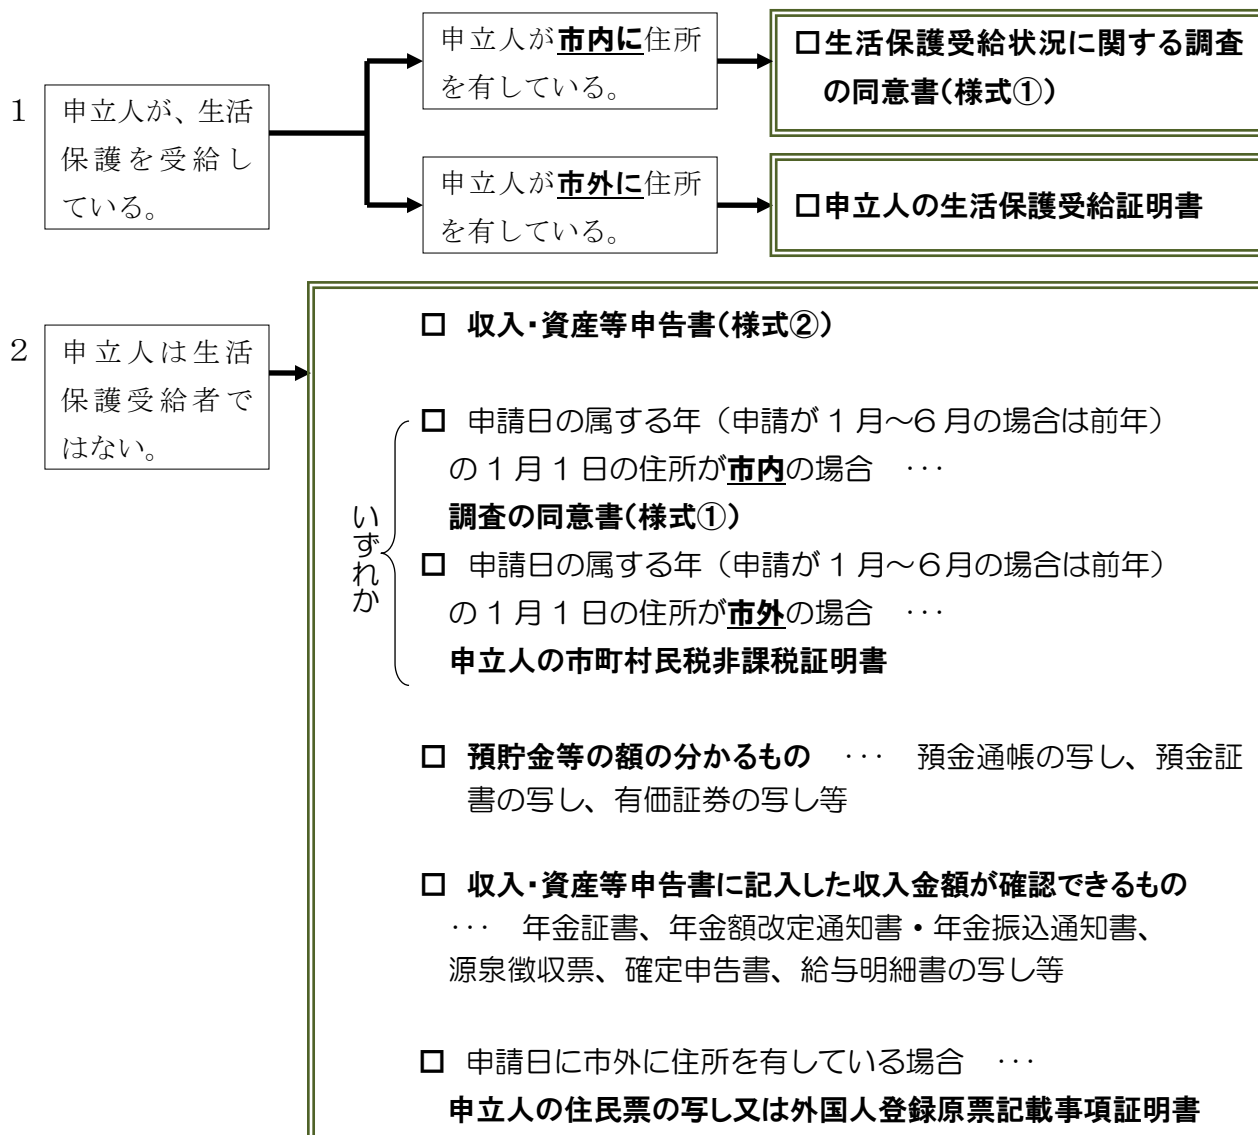 1
申立人が、生活
保護を受給し
ている。
申立人が市内に住所
を有している。
□生活保護受給状況に関する調査
の同意書(様式①)
申立人が市外に住所
を有している。
□申立人の生活保護受給証明書
2
申立人は生活
保護受給者で
はない。
□ 収入・資産等申告書(様式②)
いずれか
□ 申請日の属する年（申請が１月～６月の場合は前年）
の１月１日の住所が市内の場合 …
調査の同意書(様式①)
□ 申請日の属する年（申請が１月～６月の場合は前年）
の１月１日の住所が市外の場合 …
申立人の市町村民税非課税証明書
□ 預貯金等の額の分かるもの … 預金通帳の写し、預金証
書の写し、有価証券の写し等
□ 収入・資産等申告書に記入した収入金額が確認できるもの
… 年金証書、年金額改定通知書・年金振込通知書、
源泉徴収票、確定申告書、給与明細書の写し等
□ 申請日に市外に住所を有している場合 …
申立人の住民票の写し又は外国人登録原票記載事項証明書